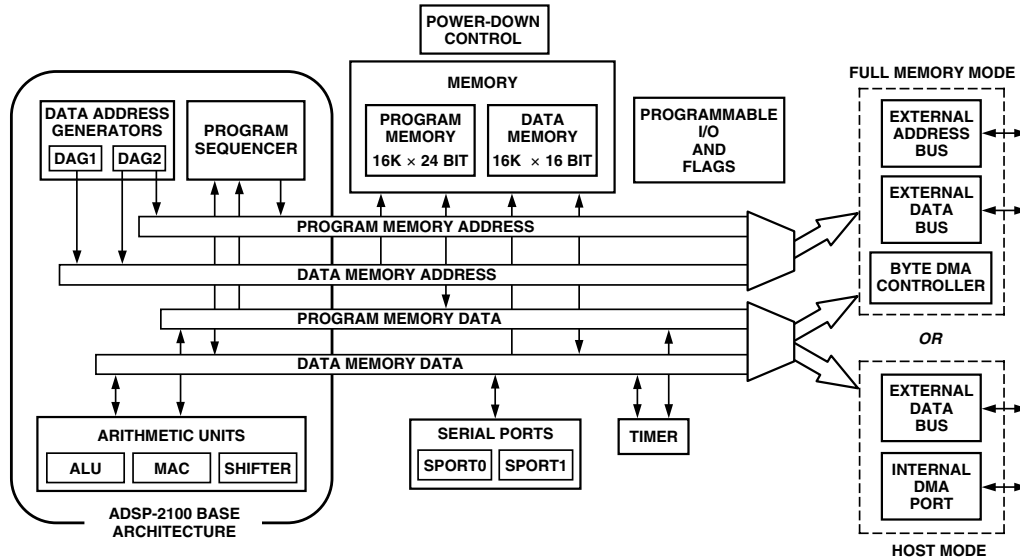 POWER-DOWN
CONTROL
MEMORY
PROGRAM
MEMORY
16K × 24 BIT
DATA
MEMORY
16K × 16 BIT
PROGRAMMABLE
I/O
AND
FLAGS
DATA ADDRESS
GENERATORS
DAG1
DAG2
PROGRAM
SEQUENCER
PROGRAM MEMORY ADDRESS
DATA MEMORY ADDRESS
PROGRAM MEMORY DATA
DATA MEMORY DATA
ARITHMETIC UNITS
ALU
MAC
SHIFTER
ADSP-2100 BASE
ARCHITECTURE
SERIAL PORTS
SPORT0
SPORT1
TIMER
FULL MEMORY MODE
EXTERNAL
ADDRESS
BUS
EXTERNAL
DATA
BUS
BYTE DMA
CONTROLLER
OR
EXTERNAL
DATA
BUS
INTERNAL
DMA
PORT
HOST MODE